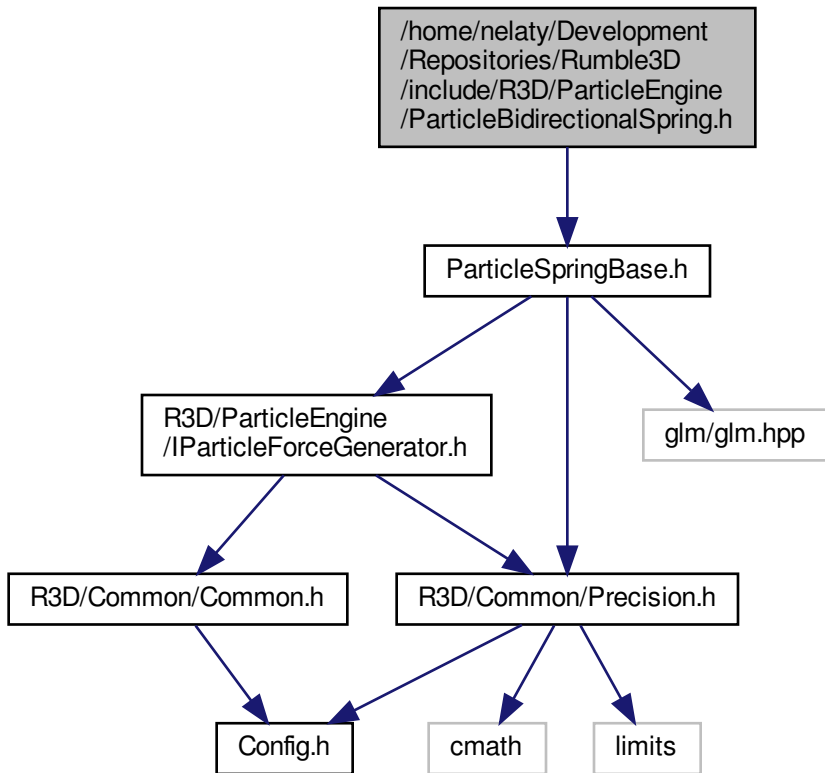 /home/nelaty/Development
/Repositories/Rumble3D
/include/R3D/ParticleEngine
/ParticleBidirectionalSpring.h
ParticleSpringBase.h
R3D/ParticleEngine
/IParticleForceGenerator.h
glm/glm.hpp
R3D/Common/Common.h
R3D/Common/Precision.h
Config.h
cmath
limits